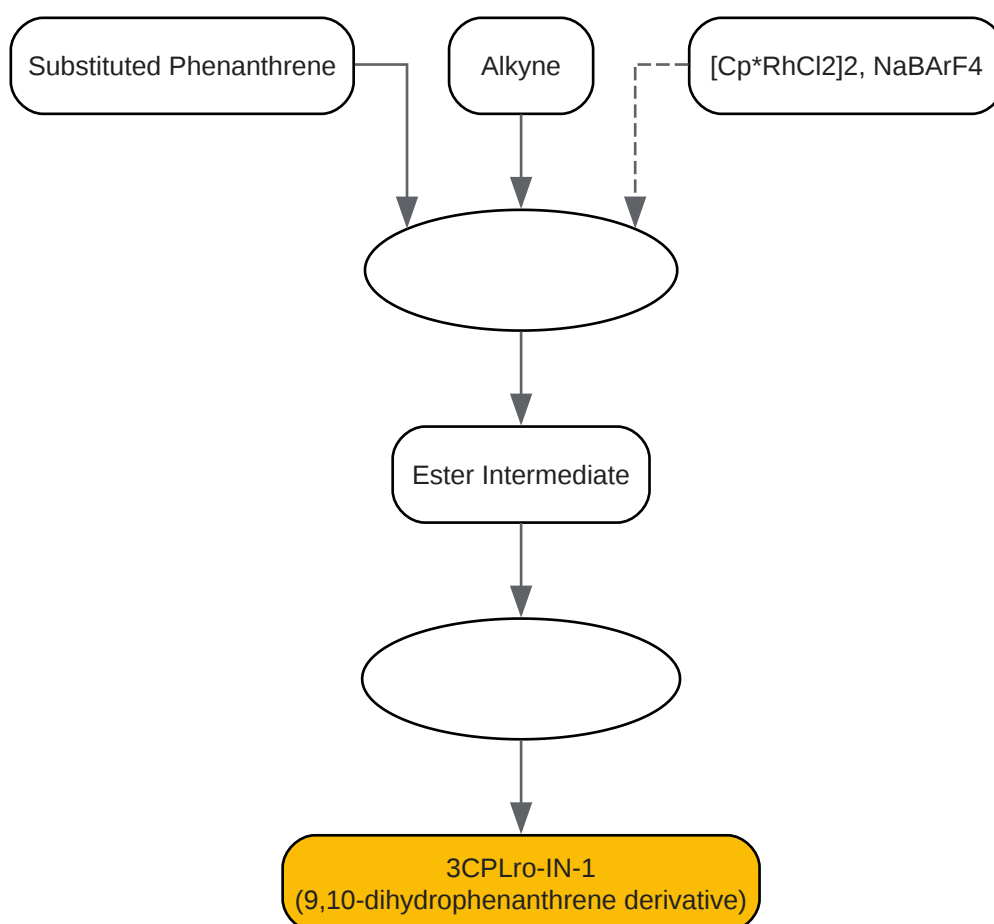 Substituted Phenanthrene
Alkyne
[Cp*RhCl2]2, NaBArF4
Ester Intermediate
3CPLro-IN-1
(9,10-dihydrophenanthrene derivative)